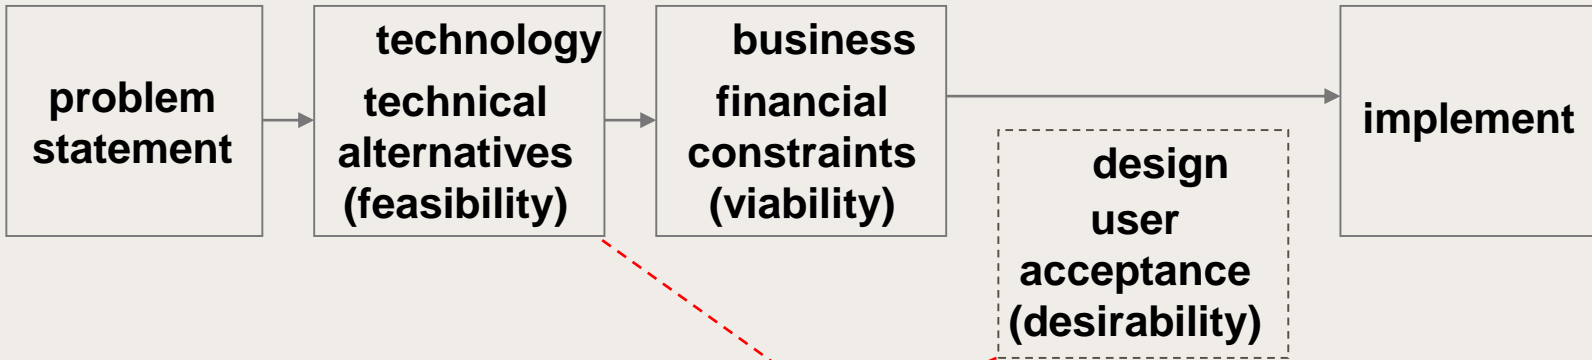 problem
statement
technology
technical
alternatives
(feasibility)
business
financial
constraints
(viability)
design
user
acceptance
(desirability)
implement